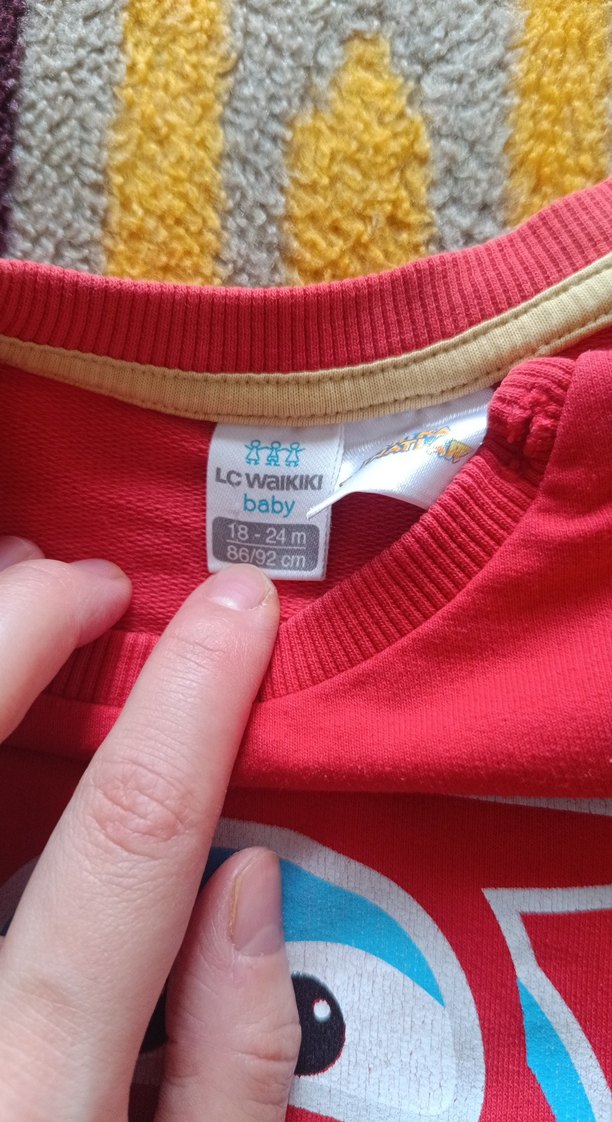 LC WAIKIKI
baby
18 - 24 m
86/92 cm